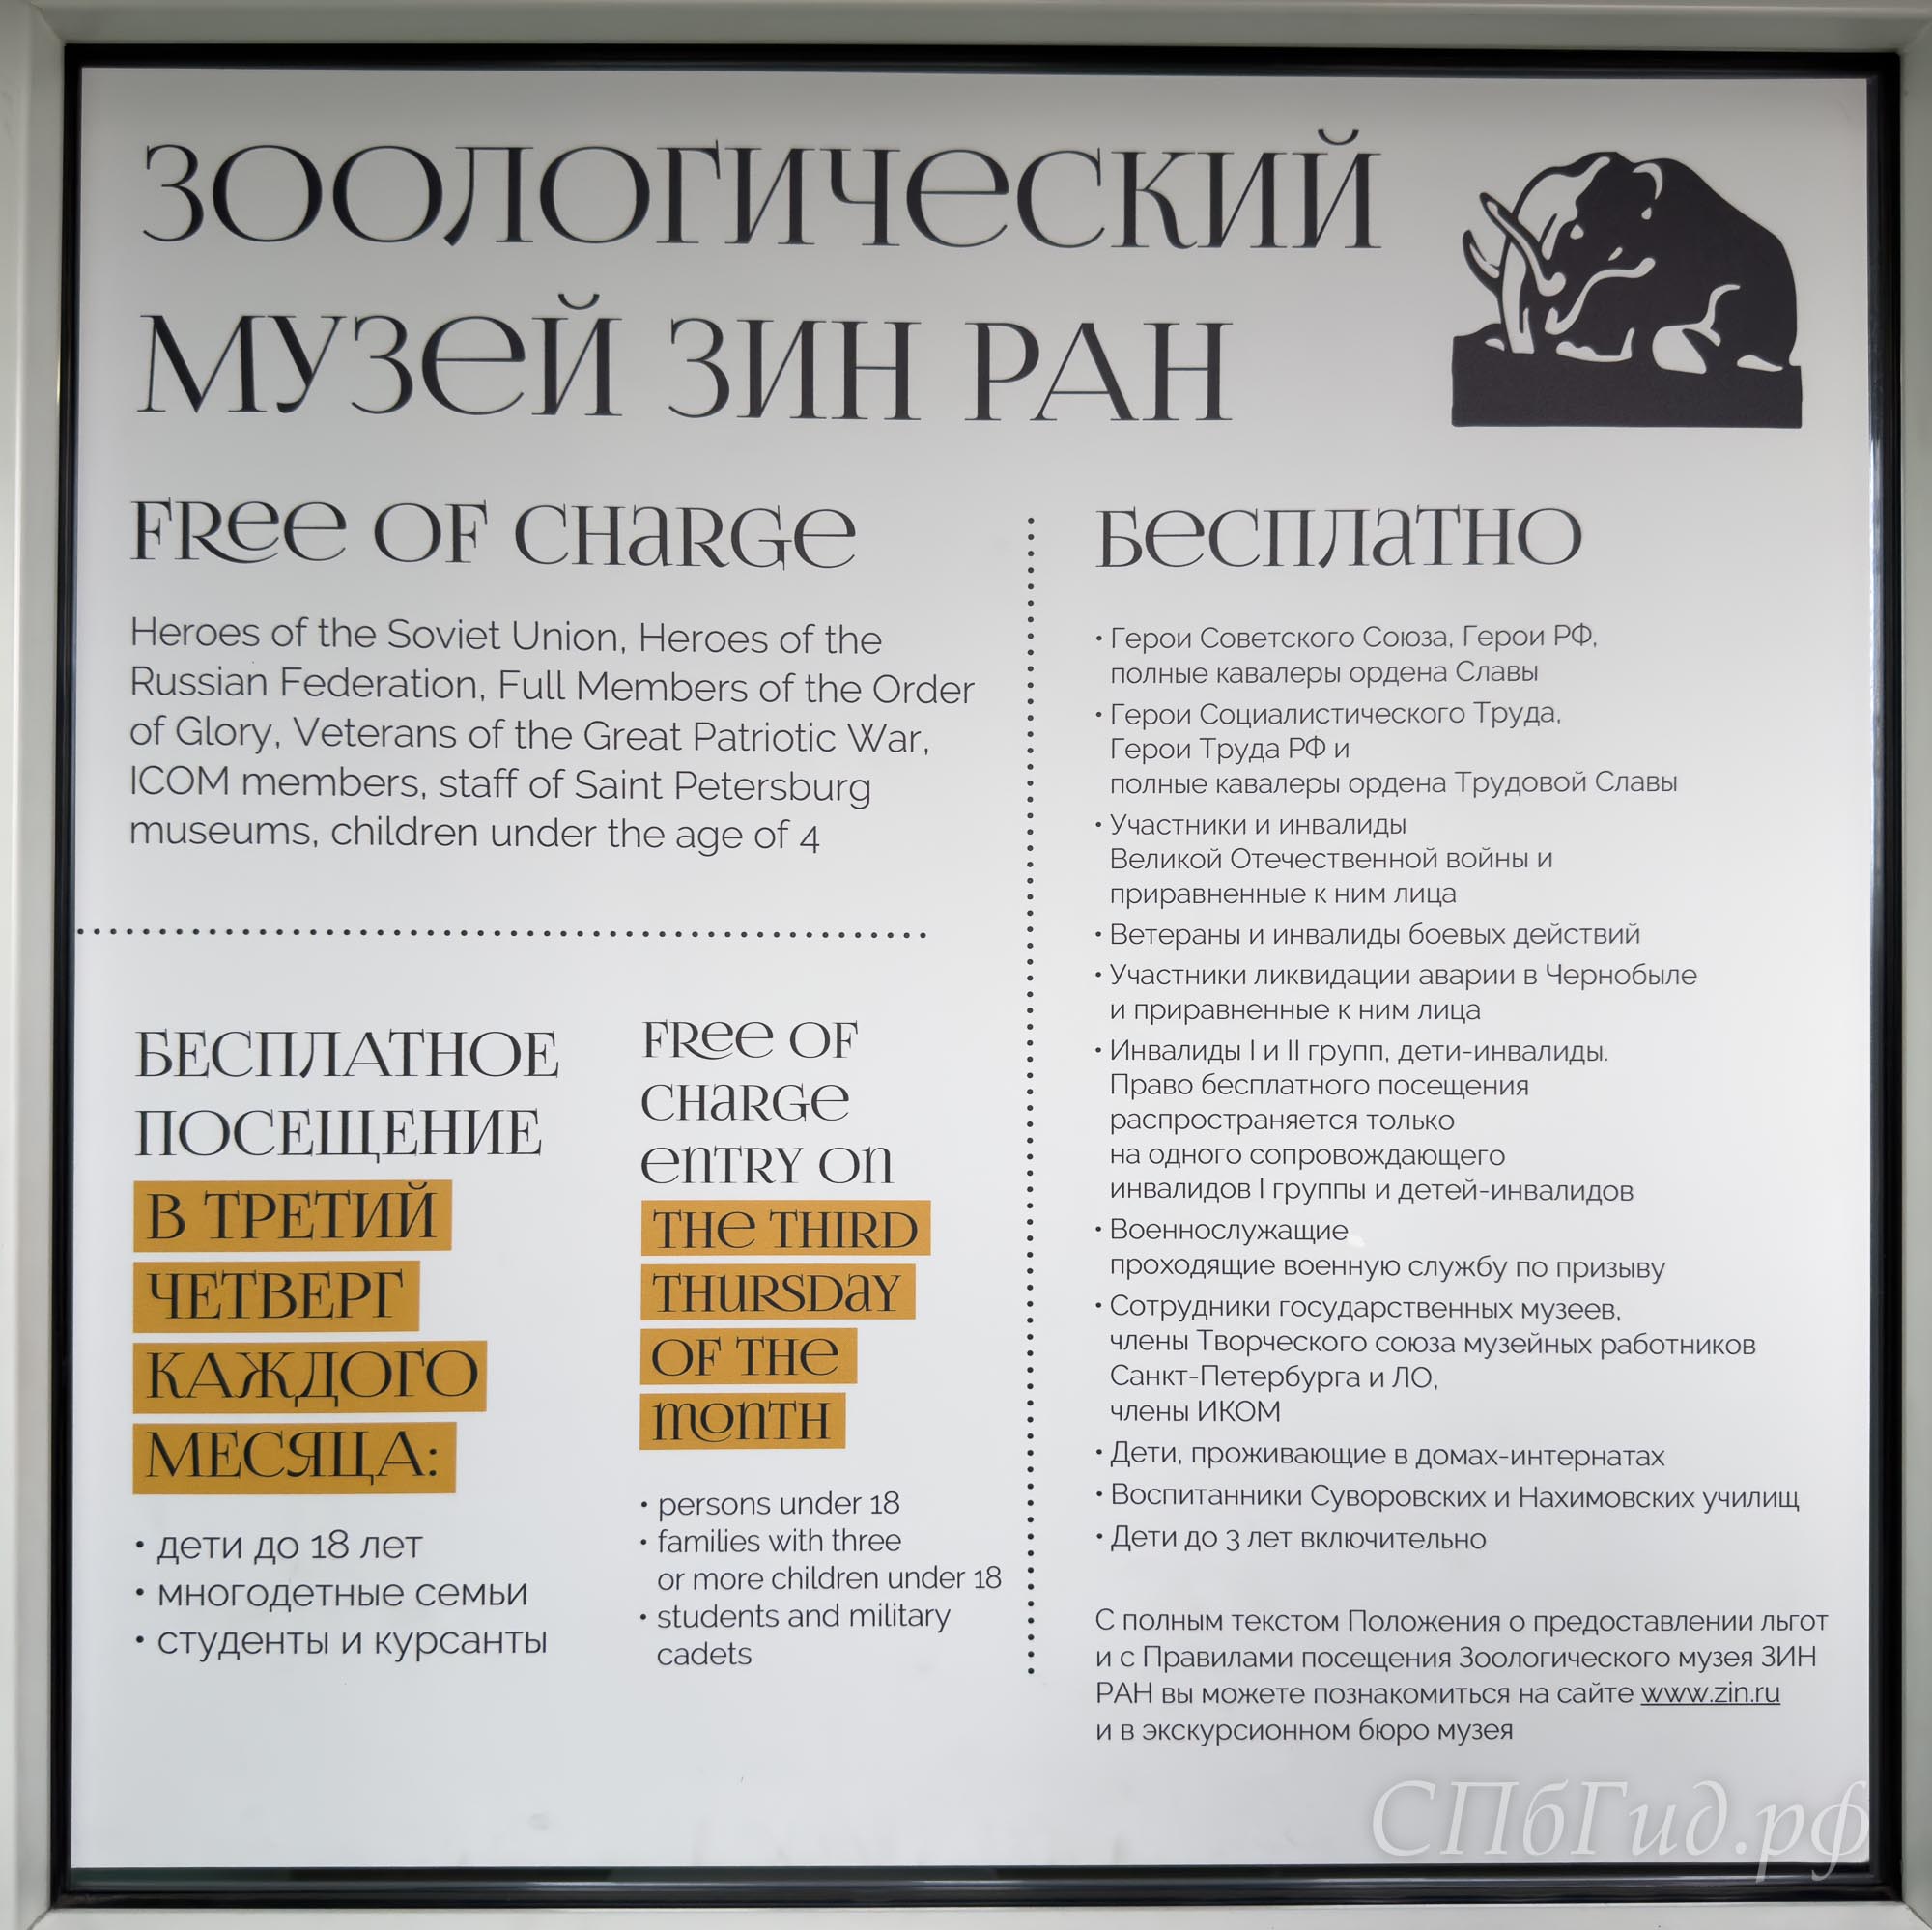 ЗООЛОГИЧеСКИЙ
МУЗеЙ ЗИН РАН
FRee OF CHaRGe
Heroes of the Soviet Union, Heroes of the
Russian Federation, Full Members of the Order
of Glory, Veterans of the Great Patriotic War,
ICOM members, staff of Saint Petersburg
museums, children under the age of 4
БЕСПЛАТНОЕ
ПОСЕЩЕНИЕ
В ТРЕТИЙ
ЧЕТВЕРГ
КАЖДОГО
МЕСЯЦА:
• дети до 18 лет
• многодетные семьи
• студенты и курсанты
FRee OF
CHaRGe
enTRY On
THe THIRD
THuRSDaY
OF THe
mOnTH
• persons under 18
• families with three
or more children under 18
• students and military
cadets
БеСПЛаТНО
• Герои Советского Союза, Герои РФ,
полные кавалеры ордена Славы
• Герои Социалистического Труда,
Герои Труда РФ и
полные кавалеры ордена Трудовой Славы
• Участники и инвалиды
Великой Отечественной войны и
приравненные к ним лица
• Ветераны и инвалиды боевых действий
• Участники ликвидации аварии в Чернобыле
и приравненные к ним лица
• Инвалиды I и II групп, дети-инвалиды.
Право бесплатного посещения
распространяется только
на одного сопровождающего
инвалидов I группы и детей-инвалидов
• Военнослужащие
проходящие военную службу по призыву
• Сотрудники государственных музеев,
члены Творческого союза музейных работников
Санкт-Петербурга и ЛО,
члены ИКОМ
• Дети, проживающие в домах-интернатах
• Воспитанники Суворовских и Нахимовских училищ
• Дети до 3 лет включительно
С полным текстом Положения о предоставлении льгот
и с Правилами посещения Зоологического музея ЗИН
РАН вы можете познакомиться на сайте www.zin.ru
и в экскурсионном бюро музея
СПбГид.рф